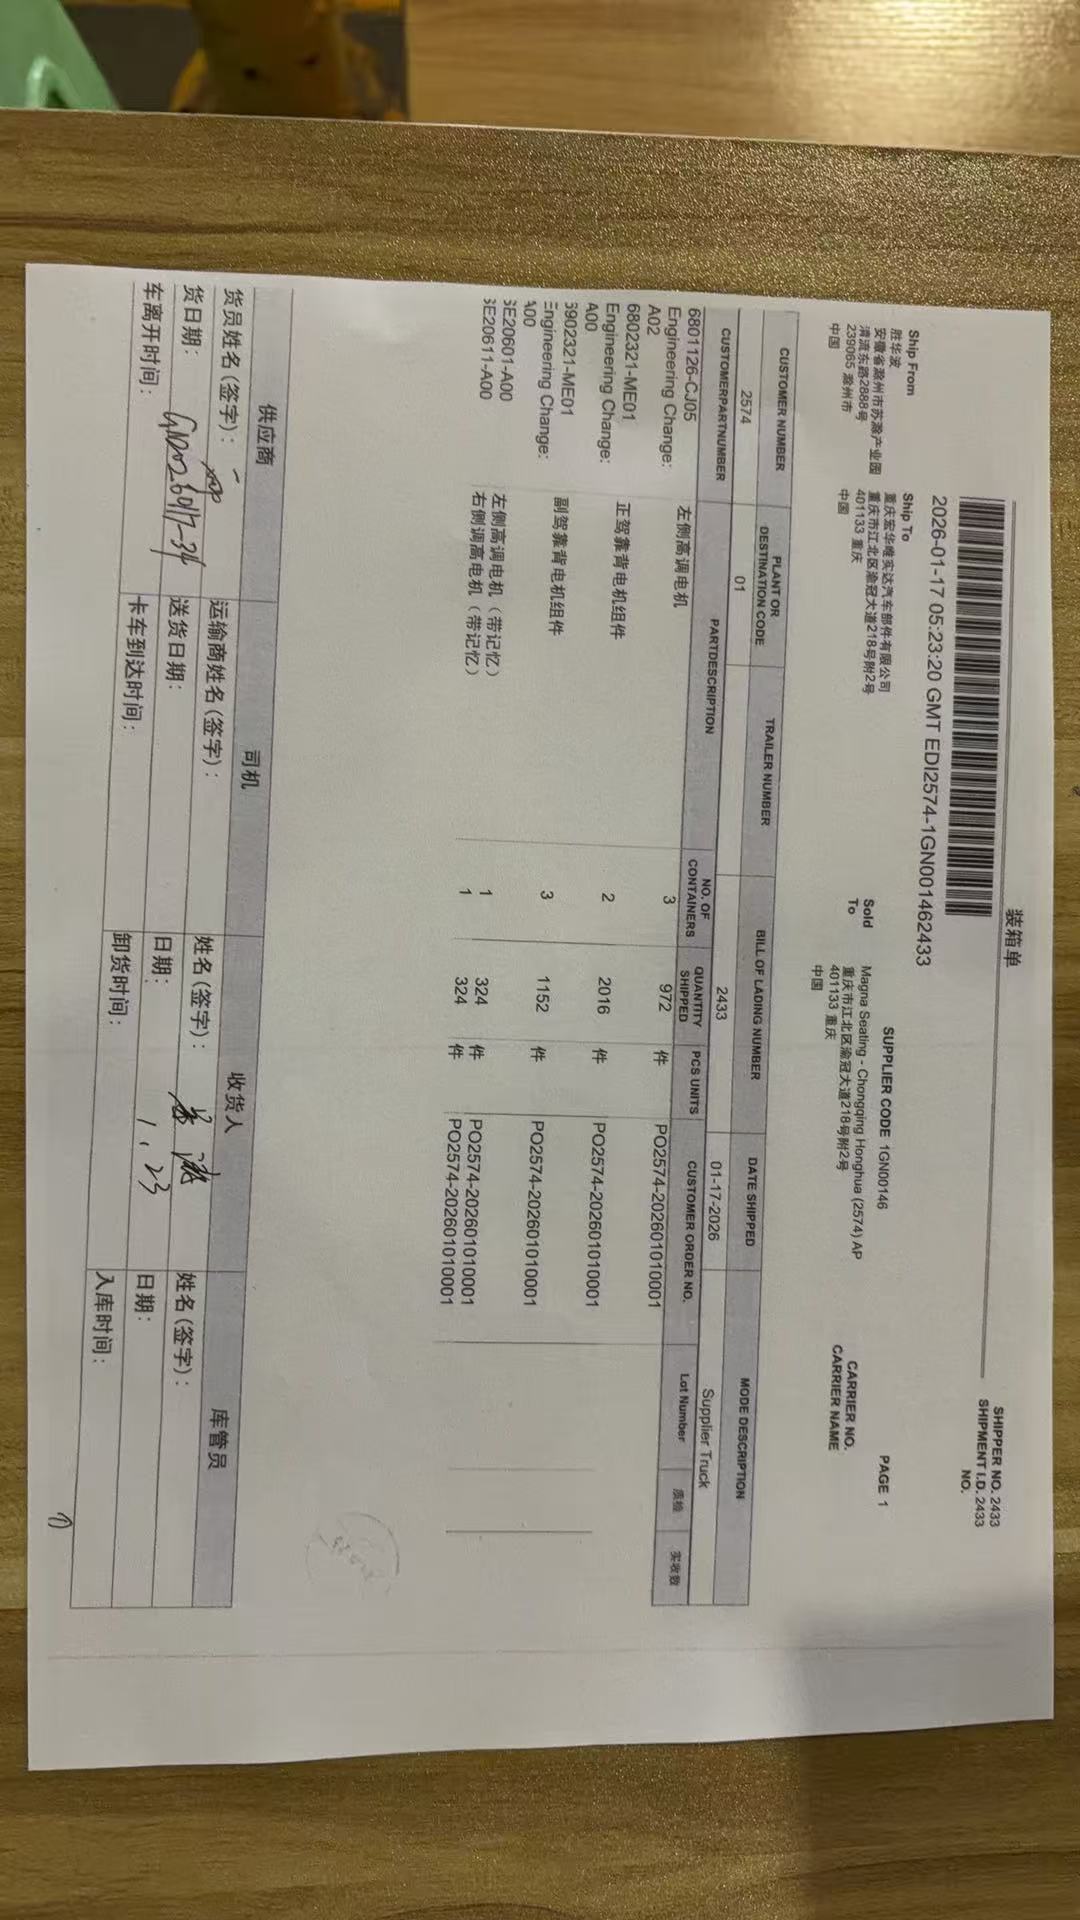 装箱单
SHIPPER NO. 2433
SHIPMENT I.D. 2433
NO.
2026-01-17 05:23:20 GMT EDI2574-1GN001462433
SUPPLIER CODE 1GN00146
PAGE 1
Ship From
胜华波
安徽省滁州市苏滁产业园
清流东路2888号
239065 滁州市
中国
Ship To
重庆宏华唯实达汽车部件有限公司
重庆市江北区渝冠大道218号附2号
401133 重庆
中国
Sold To
Magna Seating - Chongqing Honghua (2574) AP
重庆市江北区渝冠大道218号附2号
401133 重庆
中国
CARRIER NO.
CARRIER NAME
CUSTOMER NUMBER PLANT OR DESTINATION CODE TRAILER NUMBER BILL OF LADING NUMBER DATE SHIPPED MODE DESCRIPTION
2574 01 2433 01-17-2026 Supplier Truck
CUSTOMERPARTNUMBER PARTDESCRIPTION NO. OF CONTAINERS QUANTITY SHIPPED PCS UNITS CUSTOMER ORDER NO. Lot Number 质检 实收数
6801126-CJ05 左侧高调电机 3 972 件 PO2574-202601010001
Engineering Change:
A02
6802321-ME01 正驾靠背电机组件 2 2016 件 PO2574-202601010001
Engineering Change:
A00
6902321-ME01 副驾靠背电机组件 3 1152 件 PO2574-202601010001
Engineering Change:
A00
SE20601-A00 左侧高调电机（带记忆） 1 324 件 PO2574-202601010001
SE20611-A00 右侧调高电机（带记忆） 1 324 件 PO2574-202601010001
供应商 司机 收货人 库管员
货员姓名(签字): 运输商姓名(签字): 姓名(签字): 姓名(签字):
货日期: 送货日期: 日期: 1.23 日期:
车离开时间: 卡车到达时间: 卸货时间: 入库时间: